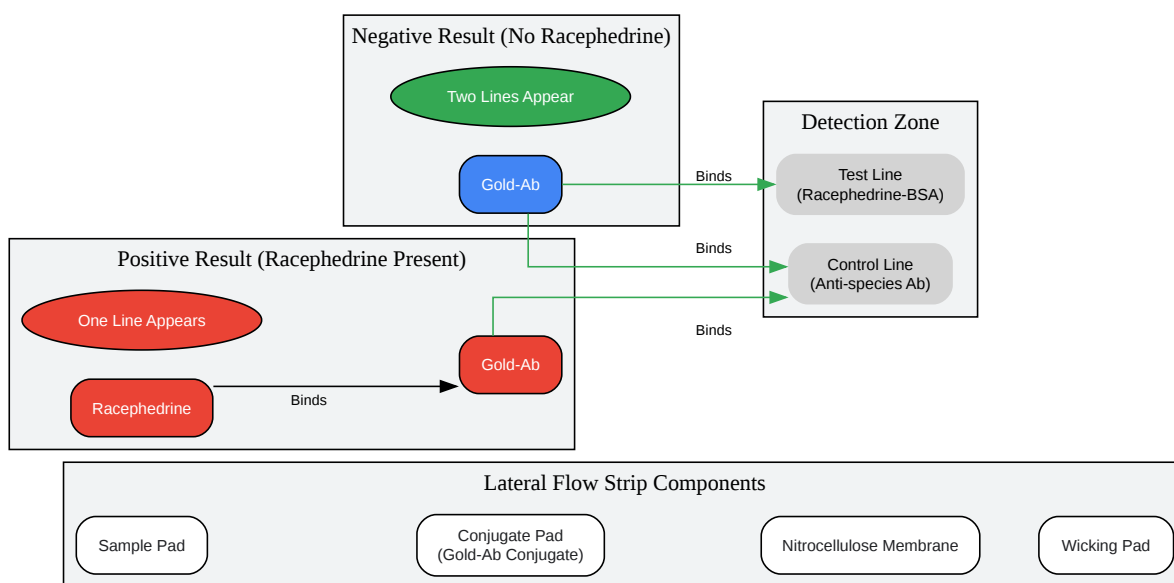 Negative Result (No Racephedrine)
Two Lines Appear
Gold-Ab
Binds
Detection Zone
Test Line
(Racephedrine-BSA)
Binds
Control Line
(Anti-species Ab)
Positive Result (Racephedrine Present)
One Line Appears
Gold-Ab
Binds
Racephedrine
Binds
Lateral Flow Strip Components
Sample Pad
Conjugate Pad
(Gold-Ab Conjugate)
Nitrocellulose Membrane
Wicking Pad